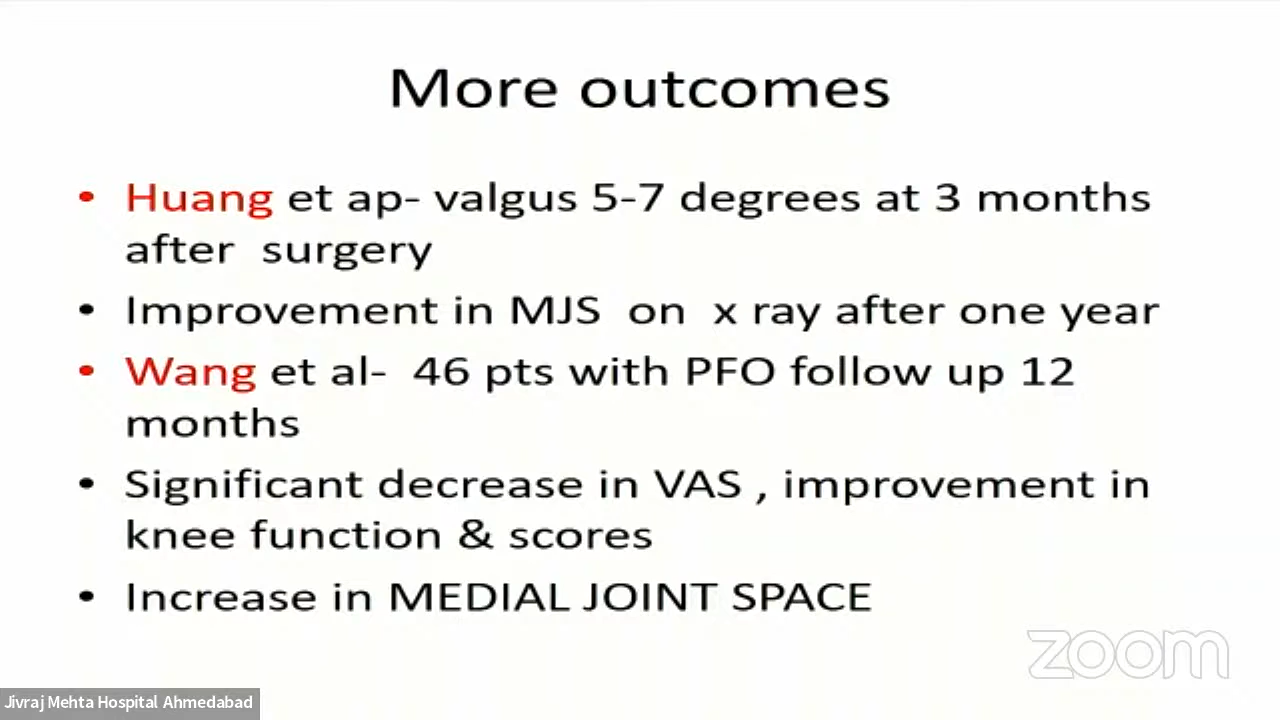 More outcomes
• Huang et ap- valgus 5-7 degrees at 3 months
after surgery
• Improvement in MJS on x ray after one year
• Wang et al- 46 pts with PFO follow up 12
months
• Significant decrease in VAS , improvement in
knee function & scores
• Increase in MEDIAL JOINT SPACE
zoom
Jivraj Mehta Hospital Ahmedabad